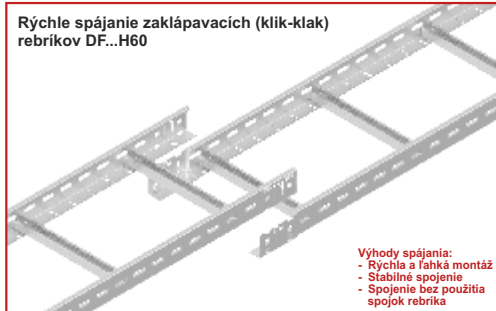 Rýchle spájanie zaklápavacích (klik-klak)
rebríkov DF...H60
Výhody spájania:
- Rýchla a ľahká montáž
- Stabilné spojenie
- Spojenie bez použitia
spojok rebríka